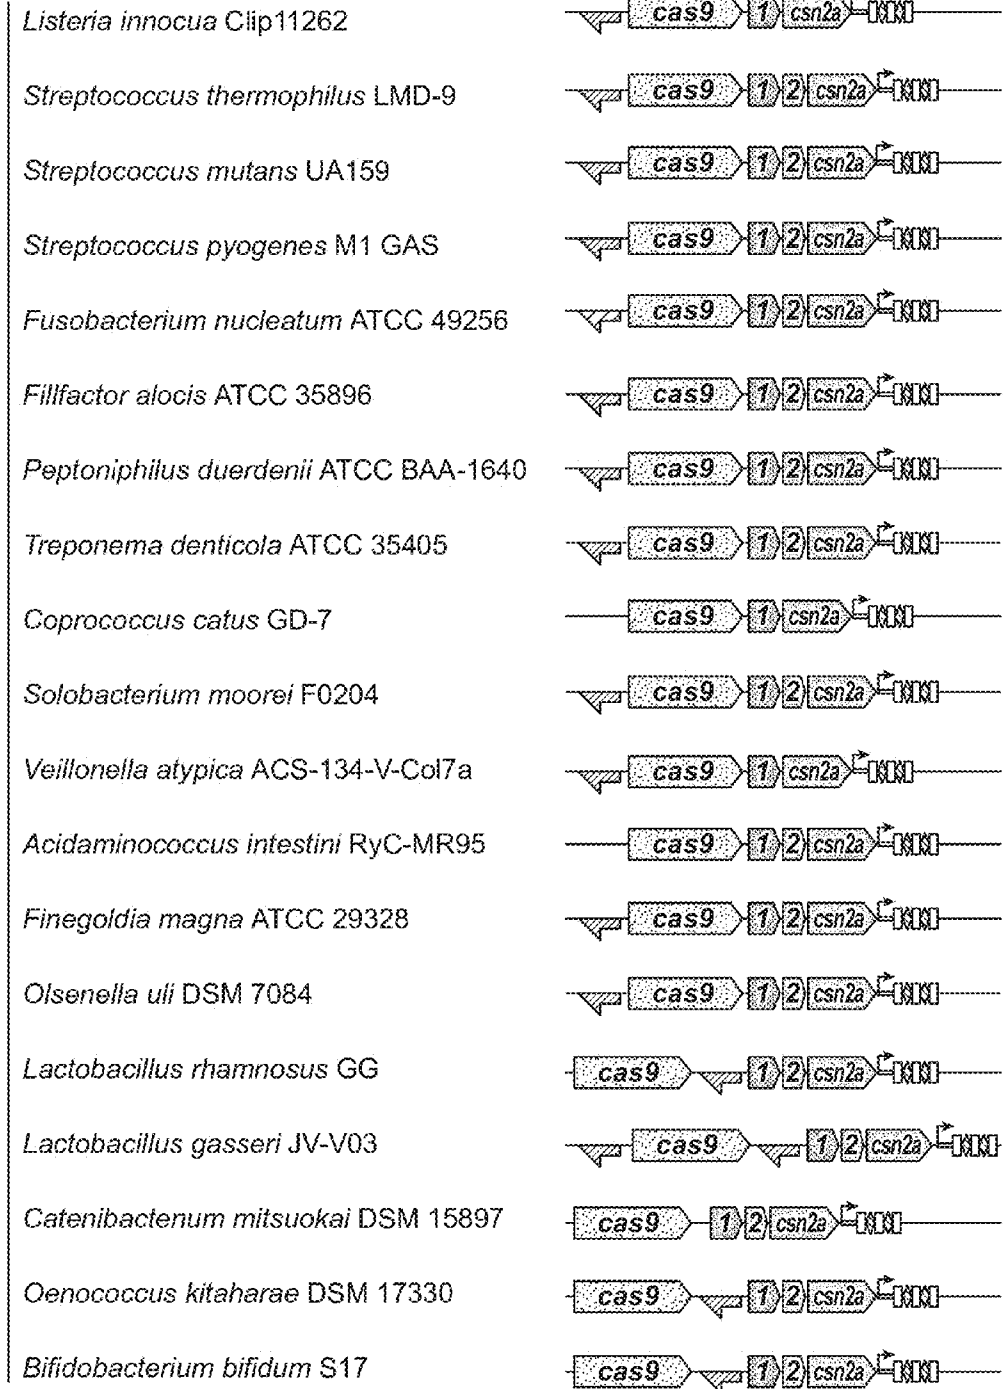 Listeria innocua Clip11262 cas9 1 csn2a
Streptococcus thermophilus LMD-9 cas9 1 2 csn2a
Streptococcus mutans UA159 cas9 1 2 csn2a
Streptococcus pyogenes M1 GAS cas9 1 2 csn2a
Fusobacterium nucleatum ATCC 49256 cas9 1 2 csn2a
Fillfactor alocis ATCC 35896 cas9 1 2 csn2a
Peptoniphilus duerdenii ATCC BAA-1640 cas9 1 2 csn2a
Treponema denticola ATCC 35405 cas9 1 2 csn2a
Coprococcus catus GD-7 cas9 1 csn2a
Solobacterium moorei F0204 cas9 1 2 csn2a
Veillonella atypica ACS-134-V-Col7a cas9 1 csn2a
Acidaminococcus intestini RyC-MR95 cas9 1 2 csn2a
Finegoldia magna ATCC 29328 cas9 1 2 csn2a
Olsenella uli DSM 7084 cas9 1 2 csn2a
Lactobacillus rhamnosus GG cas9 1 2 csn2a
Lactobacillus gasseri JV-V03 cas9 1 2 csn2a
Catenibactenum mitsuokai DSM 15897 cas9 1 2 csn2a
Oenococcus kitaharae DSM 17330 cas9 1 2 csn2a
Bifidobacterium bifidum S17 cas9 1 2 csn2a